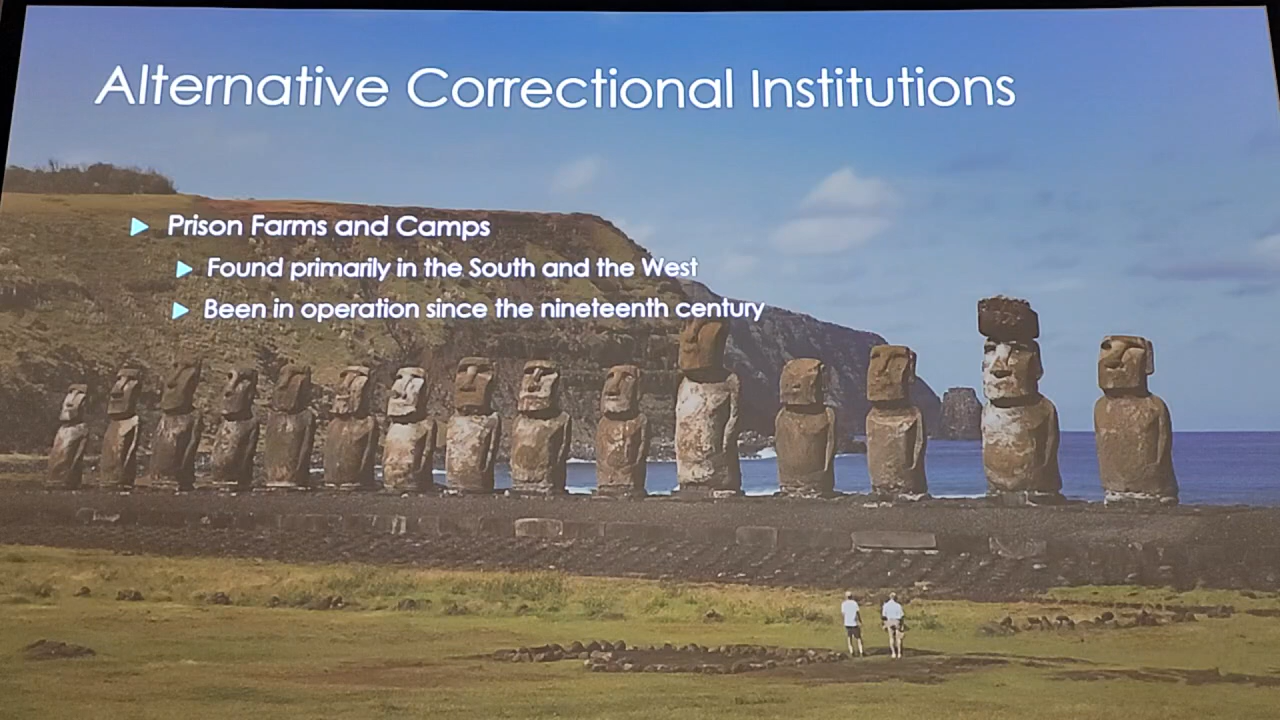 Alternative Correctional Institutions
Prison Farms and Camps
Found primarily in the South and the West
Been in operation since the nineteenth century